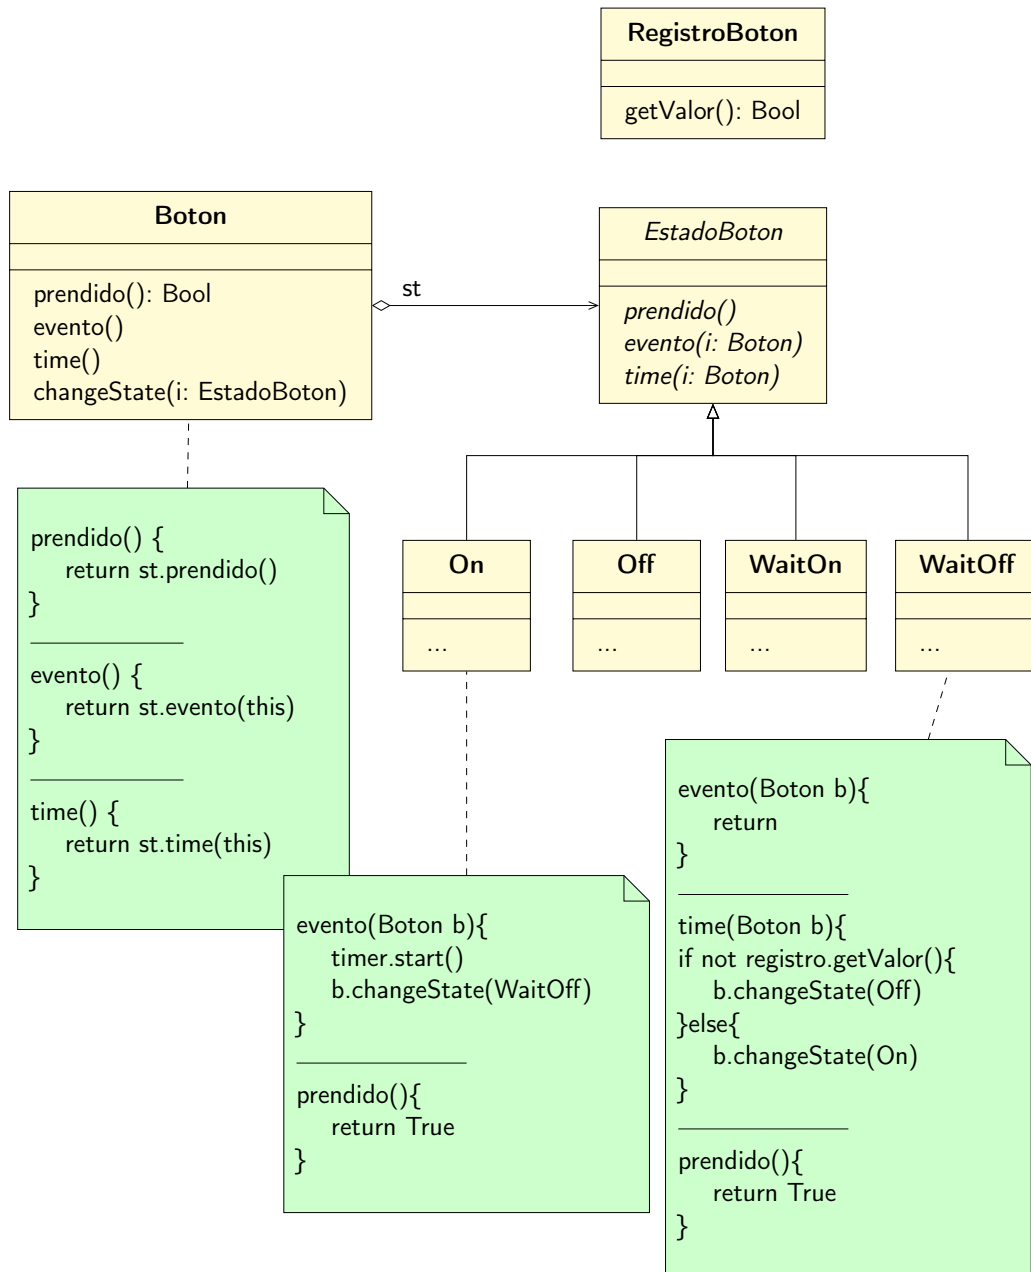 RegistroBoton
getValor(): Bool
Boton
prendido(): Bool
evento()
time()
changeState(i: EstadoBoton)
st
EstadoBoton
prendido()
evento(i: Boton)
time(i: Boton)
On
...
Off
...
WaitOn
...
WaitOff
...
prendido() {
return st.prendido()
}
evento() {
return st.evento(this)
}
time() {
return st.time(this)
}
evento(Boton b){
timer.start()
b.changeState(WaitOff)
}
prendido(){
return True
}
evento(Boton b){
return
}
time(Boton b){
if not registro.getValor(){
b.changeState(Off)
}else{
b.changeState(On)
}
prendido(){
return True
}